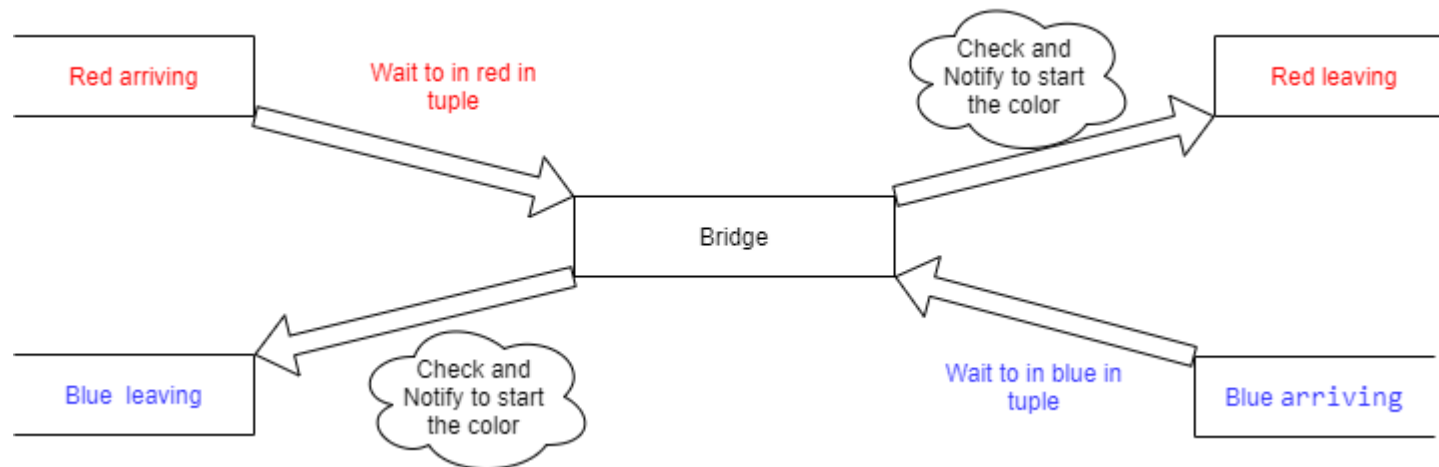 Red arriving
Wait to in red in
tuple
Check and
Notify to start
the color
Red leaving
Bridge
Blue  leaving
Check and
Notify to start
the color
Wait to in blue in
tuple
Blue arriving